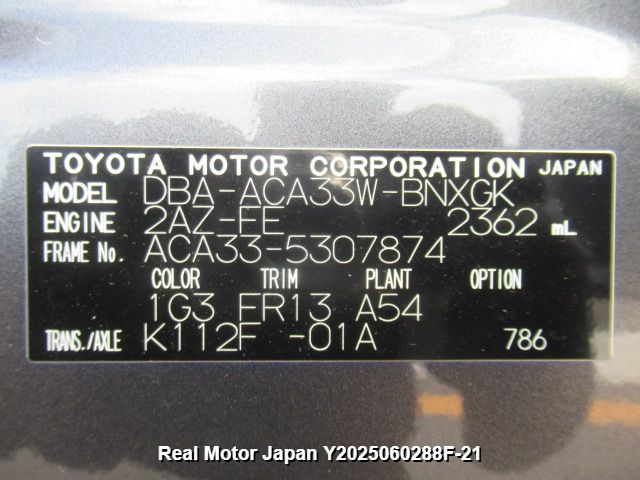 TOYOTA MOTOR CORPORATION JAPAN
MODEL DBA-ACA33W-BNXGK
ENGINE 2AZ-FE 2362 mL
FRAME No. ACA33-5307874
COLOR TRIM PLANT OPTION
1G3 FR13 A54
TRANS./AXLE K112F -01A 786
Real Motor Japan Y2025060288F-21